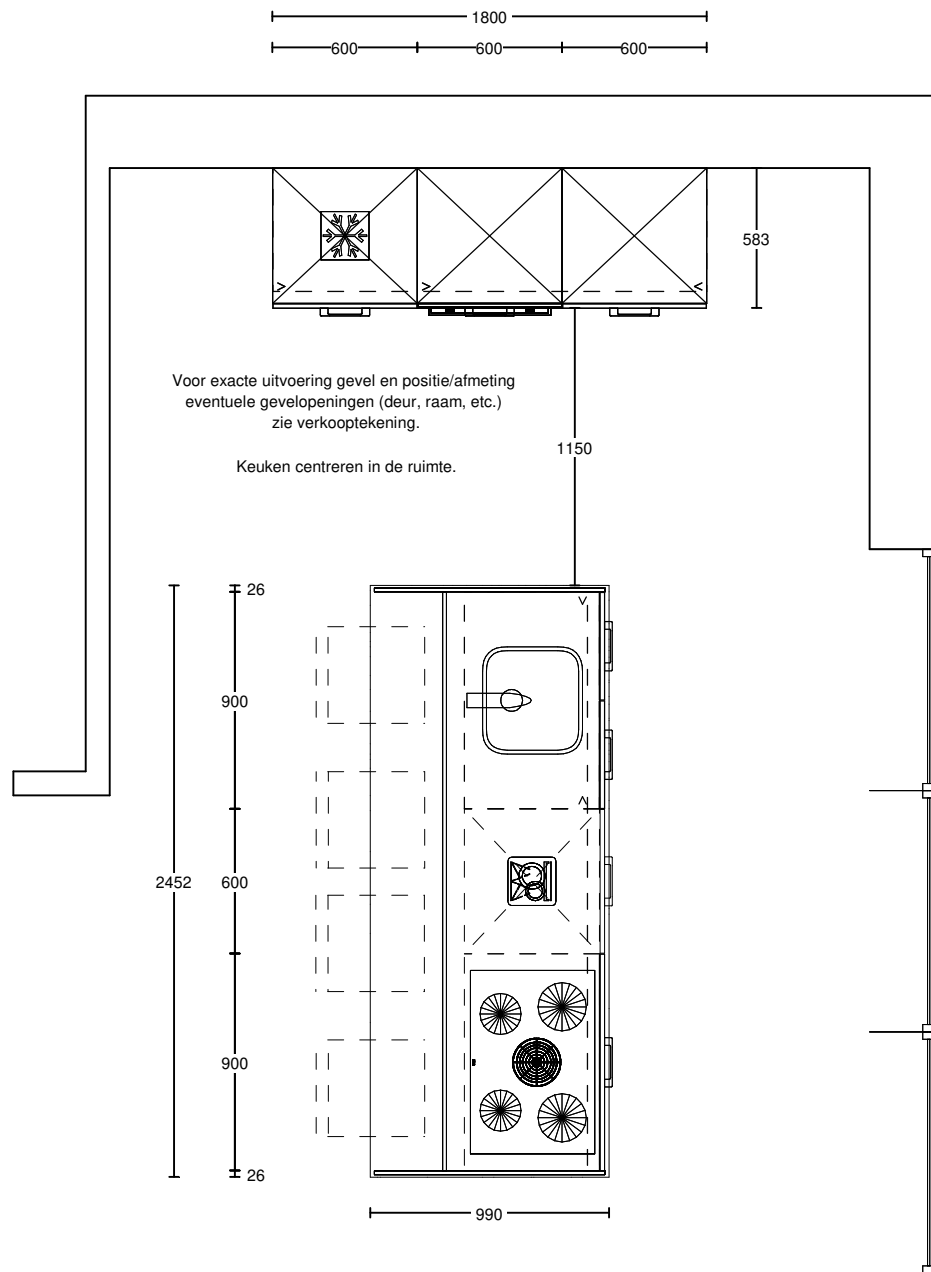 1800
600 600 600
583
Voor exacte uitvoering gevel en positie/afmeting
eventuele gevelopeningen (deur, raam, etc.)
zie verkooptekening.
1150
Keuken centreren in de ruimte.
26
900
2452 600
900
26
990